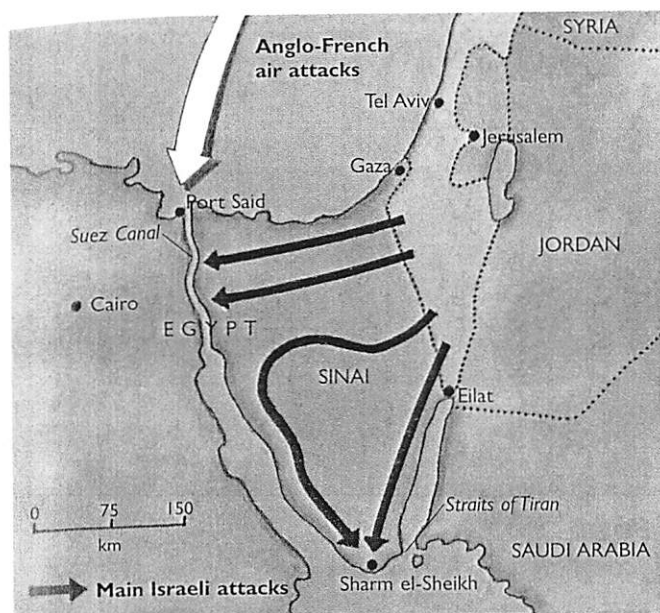 SYRIA
Anglo-French
air attacks
Tel Aviv
Jerusalem
Gaza
Port Said
Suez Canal
JORDAN
Cairo
EGYPT
SINAI
Eilat
0 75 150
km
Straits of Tiran
SAUDI ARABIA
Main Israeli attacks
Sharm el-Sheikh